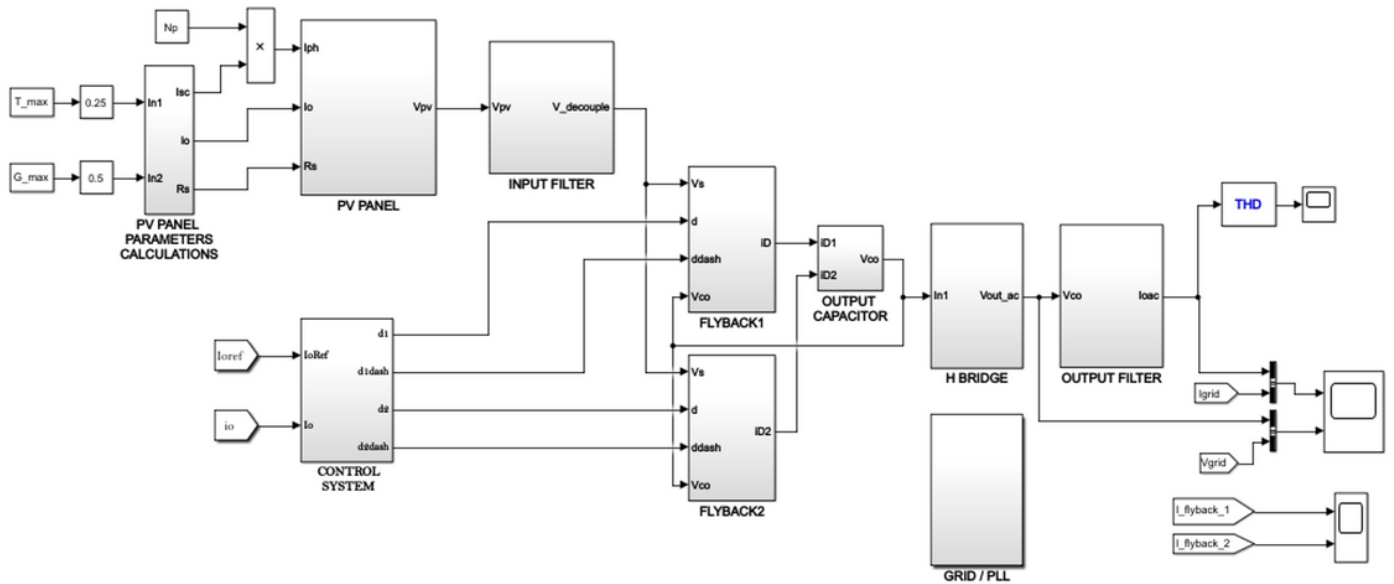 Np
×
T_max
0.25
G_max
0.5
In1
In2
Isc
Io
Rs
PV PANEL
PARAMETERS
CALCULATIONS
Iph
Io
Rs
Vpv
PV PANEL
Vpv
V_decouple
INPUT FILTER
Vs
d
ddash
Vco
iD
FLYBACK1
iD1
iD2
Vco
OUTPUT
CAPACITOR
In1
Vout_ac
H BRIDGE
Vco
Ioac
OUTPUT FILTER
THD
Ioref
io
IoRef
Io
d1
d1dash
d2
d2dash
CONTROL
SYSTEM
Vs
d
ddash
Vco
iD2
FLYBACK2
Igrid
Vgrid
I_flyback_1
I_flyback_2
GRID / PLL